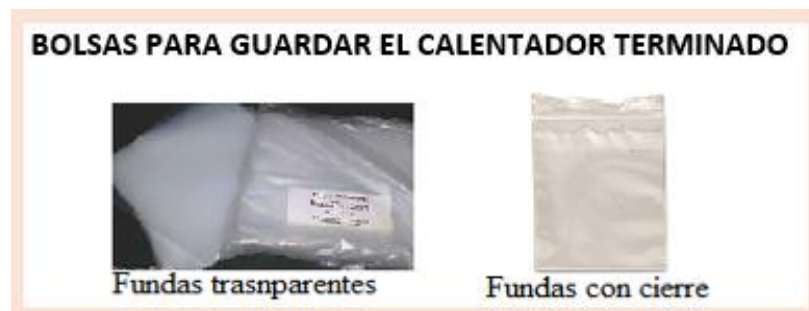 BOLSAS PARA GUARDAR EL CALENTADOR TERMINADO
Fundas trasnparentes
Fundas con cierre